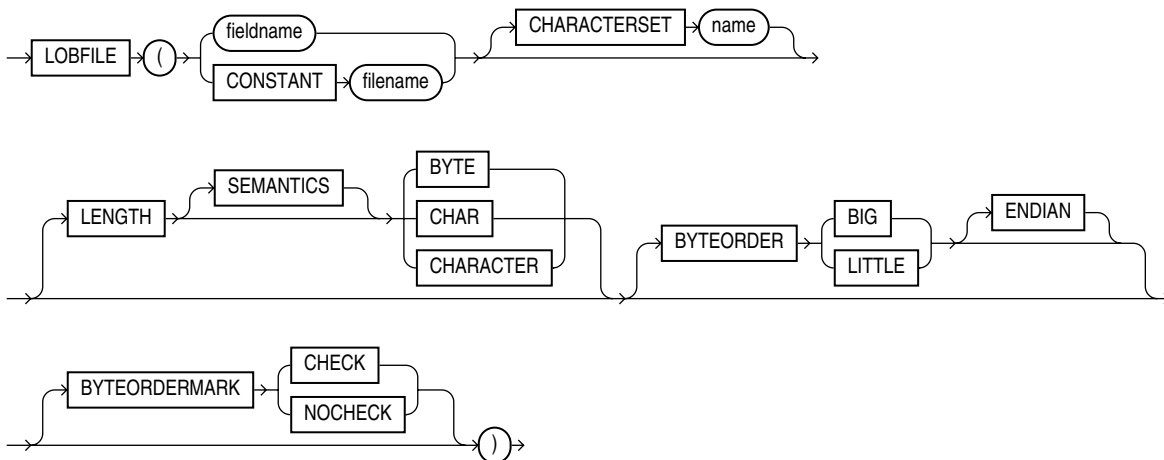 LOBFILE ( fieldname CHARACTERSET name
CONSTANT filename
LENGTH SEMANTICS BYTE
CHAR
CHARACTER
BYTEORDER BIG ENDIAN
LITTLE
BYTEORDERMARK CHECK
NOCHECK
)